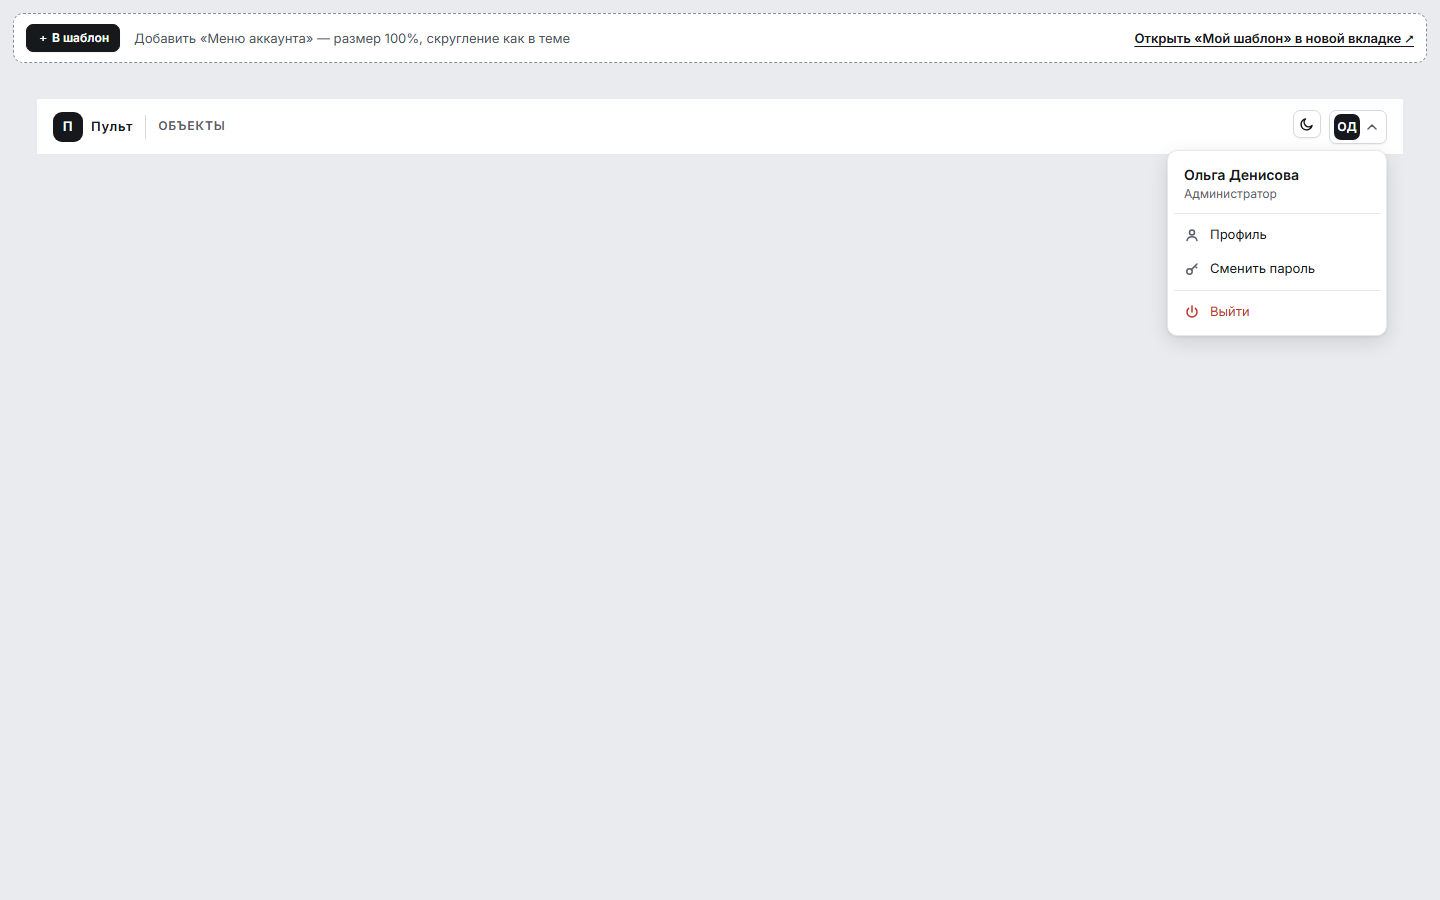 + В шаблон
Добавить «Меню аккаунта» — размер 100%, скругление как в теме
Открыть «Мой шаблон» в новой вкладке ↗
П
Пульт
ОБЪЕКТЫ
ОД
Ольга Денисова
Администратор
Профиль
Сменить пароль
Выйти